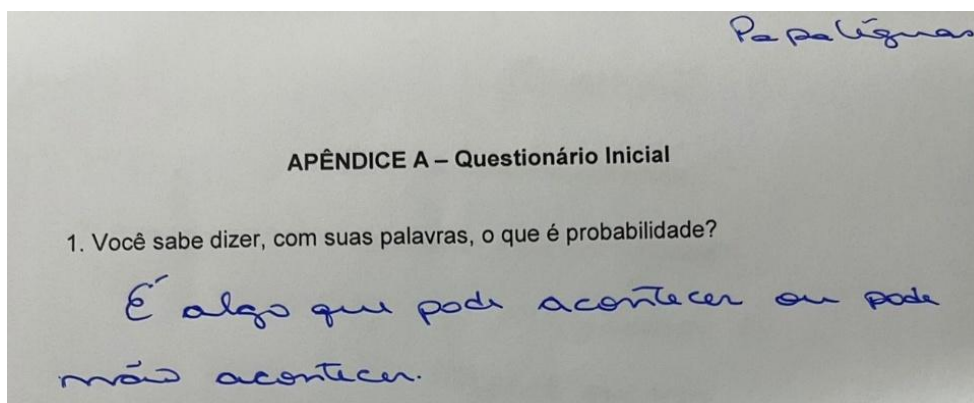 Papaléguas
APÊNDICE A – Questionário Inicial
1. Você sabe dizer, com suas palavras, o que é probabilidade?
É algo que pode acontecer ou pode
não acontecer.